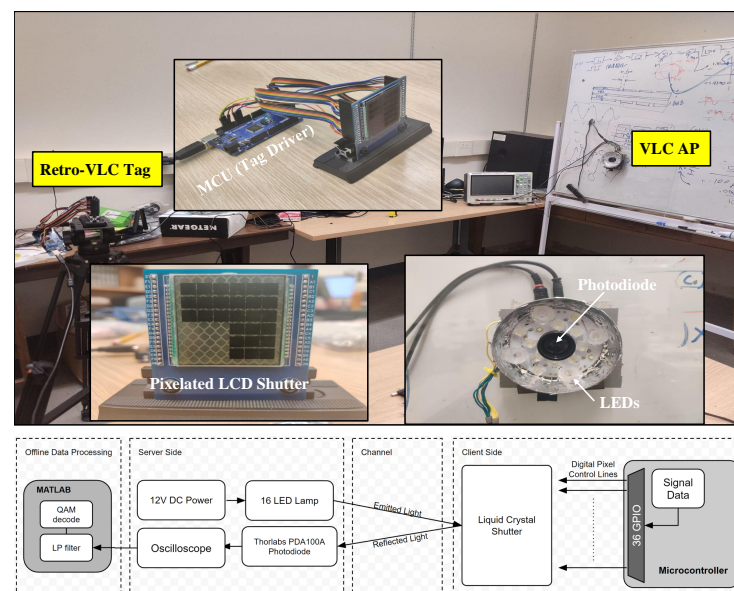 Retro-VLC Tag
MCU (Tag Driver)
VLC AP
NETGEAR
Pixelated LCD Shutter
Photodiode
LEDs
Offline Data Processing
MATLAB
QAM
decode
LP filter
Server Side
12V DC Power
16 LED Lamp
Oscilloscope
Thorlabs PDA100A
Photodiode
Channel
Emitted Light
Reflected Light
Client Side
Liquid Crystal
Shutter
Digital Pixel
Control Lines
36 GPIO
Signal
Data
Microcontroller